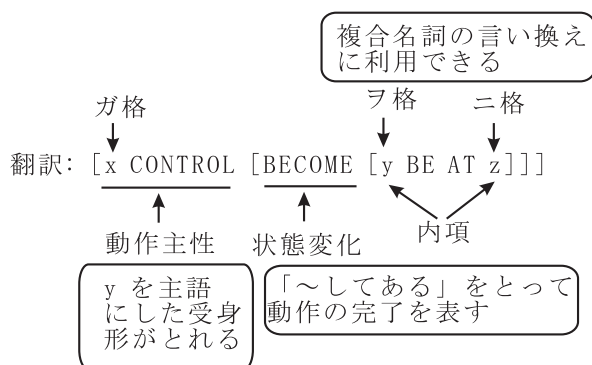 複合名詞の言い換え
に利用できる
ガ格
ヲ格
ニ格
翻訳: [x CONTROL [BECOME [y BE AT z]]]
動作主性
状態変化
内項
y を主語
にした受身
形がとれる
「～してある」をとって
動作の完了を表す